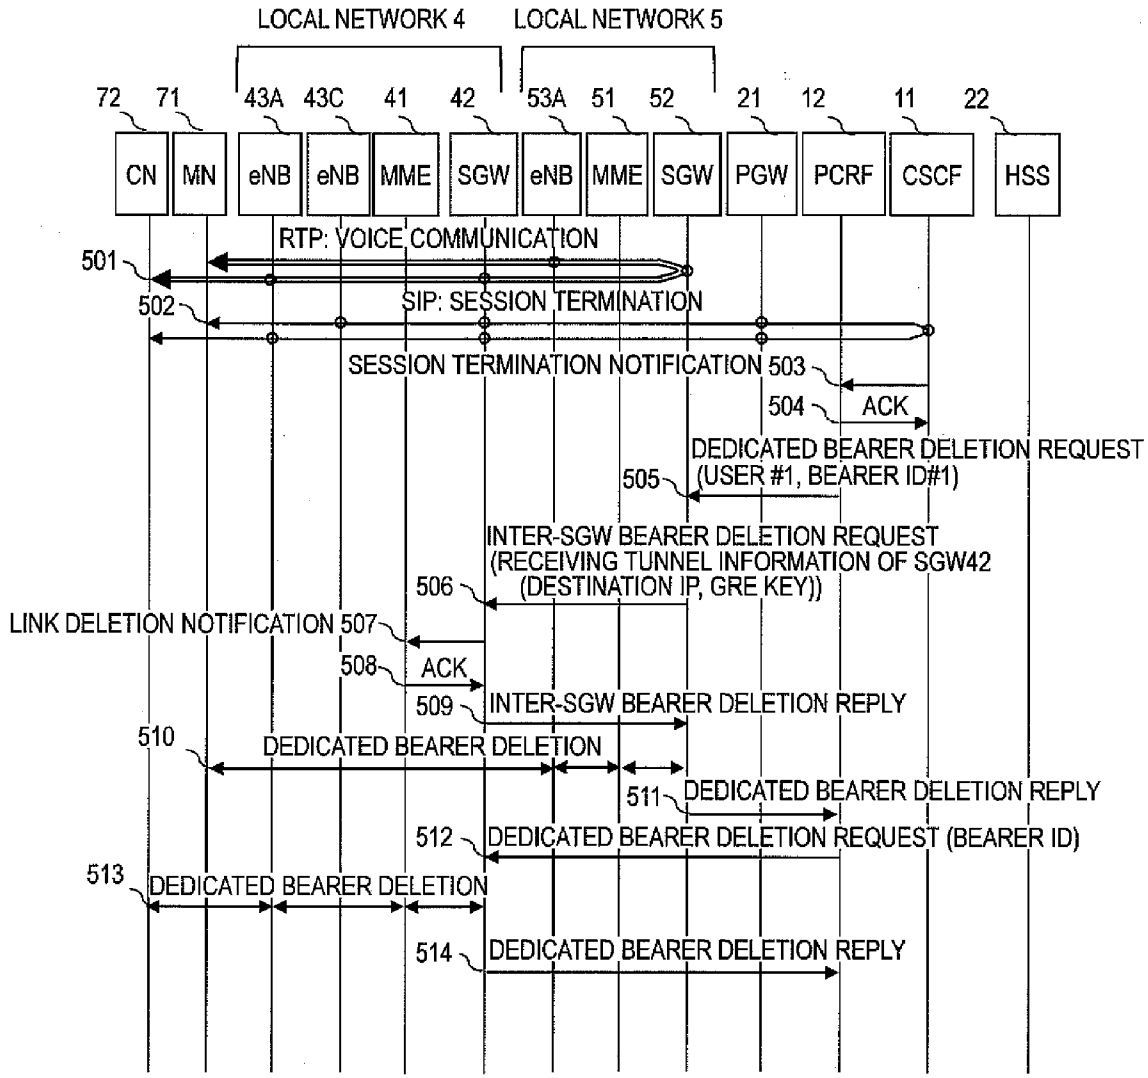 LOCAL NETWORK 4 LOCAL NETWORK 5
72 71 43A 43C 41 42 53A 51 52 21 12 11 22
CN MN eNB eNB MME SGW eNB MME SGW PGW PCRF CSCF HSS
RTP: VOICE COMMUNICATION
501
SIP: SESSION TERMINATION
502
SESSION TERMINATION NOTIFICATION 503
504 ACK
DEDICATED BEARER DELETION REQUEST
(USER #1, BEARER ID#1)
505
INTER-SGW BEARER DELETION REQUEST
(RECEIVING TUNNEL INFORMATION OF SGW42
(DESTINATION IP, GRE KEY))
506
LINK DELETION NOTIFICATION 507
508 ACK
509 INTER-SGW BEARER DELETION REPLY
510 DEDICATED BEARER DELETION
511 DEDICATED BEARER DELETION REPLY
512 DEDICATED BEARER DELETION REQUEST (BEARER ID)
513 DEDICATED BEARER DELETION
514 DEDICATED BEARER DELETION REPLY